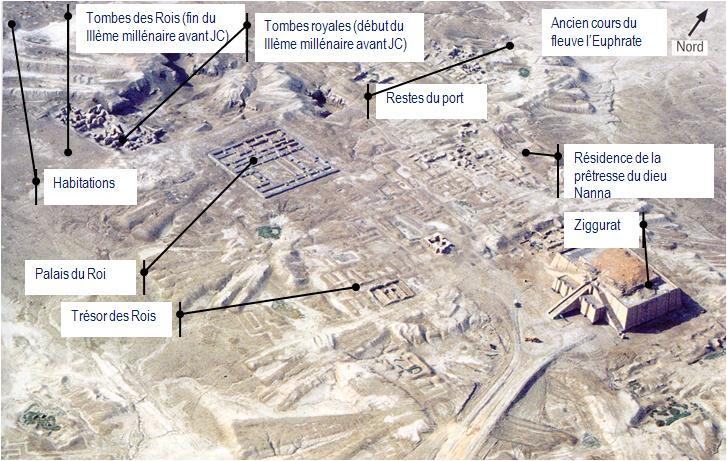 Tombes des Rois (fin du
IIIème millénaire avant JC)
Tombes royales (début du
IIIème millénaire avant JC)
Ancien cours du
fleuve l'Euphrate
Nord
Restes du port
Résidence de la
prêtresse du dieu
Nanna
Habitations
Ziggurat
Palais du Roi
Trésor des Rois